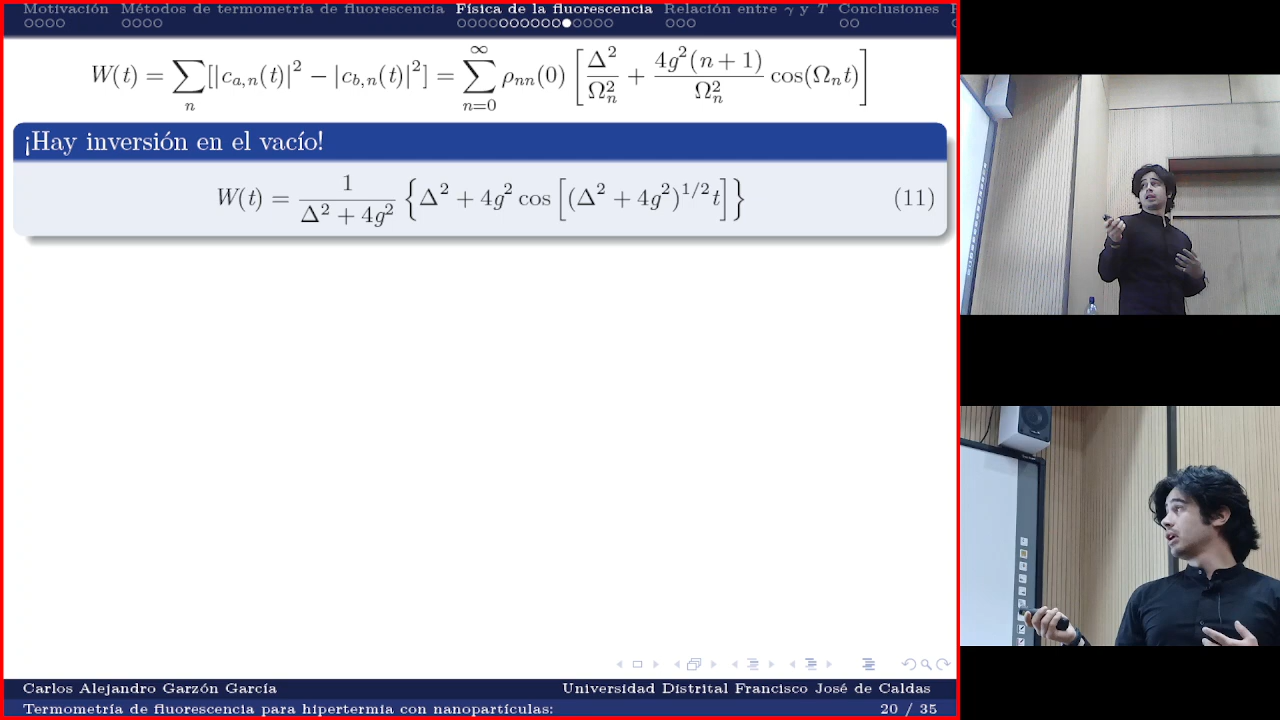 Motivación Métodos de termometría de fluorescencia Física de la fluorescencia Relación entre γ y T Conclusiones
W(t) = ∑_n [|c_{a,n}(t)|² − |c_{b,n}(t)|²] = ∑_{n=0}^{∞} ρ_{nn}(0) [Δ²/Ω_n² + 4g²(n + 1)/Ω_n² cos(Ω_n t)]
¡Hay inversión en el vacío!
W(t) = 1/(Δ² + 4g²) {Δ² + 4g² cos [(Δ² + 4g²)^{1/2} t]} (11)
Carlos Alejandro Garzón García Universidad Distrital Francisco José de Caldas
Termometría de fluorescencia para hipertermia con nanopartículas: 20 / 35